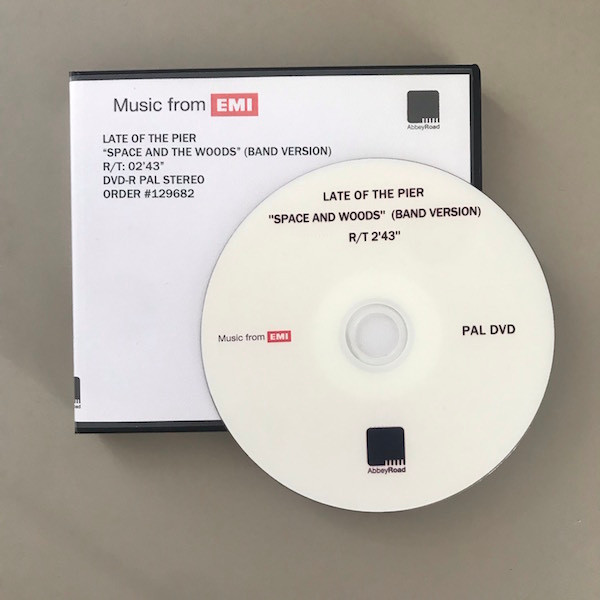 Music from EMI
AbbeyRoad
LATE OF THE PIER
“SPACE AND THE WOODS” (BAND VERSION)
R/T: 02'43"
DVD-R PAL STEREO
ORDER #129682
LATE OF THE PIER
"SPACE AND WOODS" (BAND VERSION)
R/T 2'43"
Music from EMI
PAL DVD
AbbeyRoad